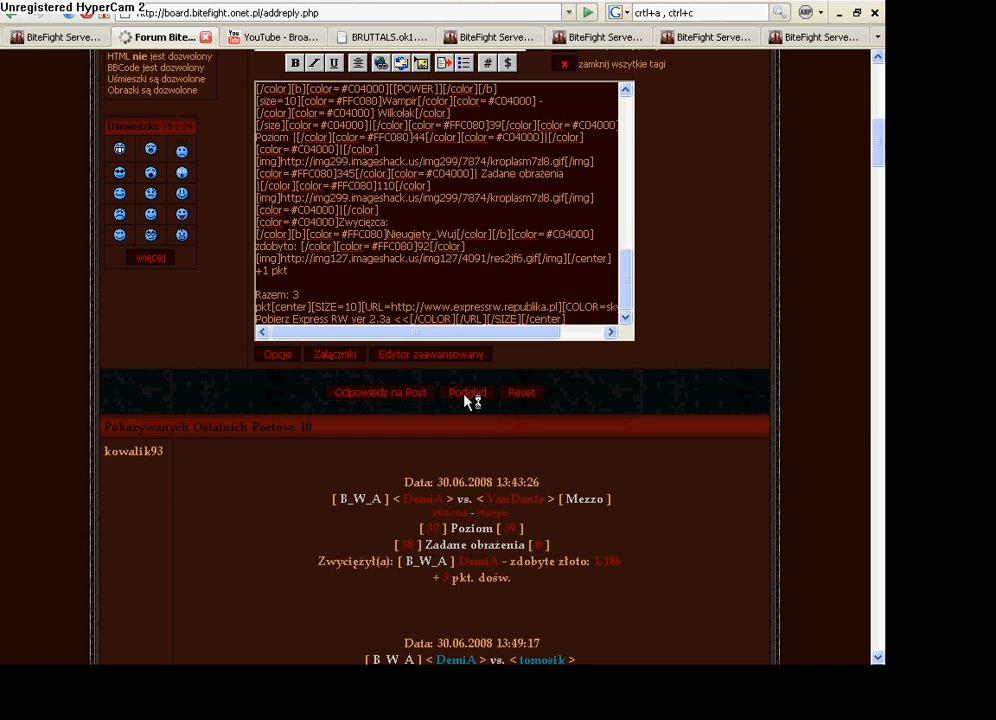 Unregistered HyperCam 2
http://board.bitefight.onet.pl/addreply.php
crtl+a , ctrl+c
ABP
BiteFight Serve...
Forum Bite...
YouTube - Broa...
BRUTTALS.ok1....
BiteFight Serve...
BiteFight Serve...
BiteFight Serve...
BiteFight Serve...
HTML nie jest dozwolony
BBCode jest dozwolony
Uśmieszki są dozwolone
Obrazki są dozwolone
B I U # $ x zamknij wszystkie tagi
Uśmieszki: 15 z 24
więcej
[/color][b][color=#C04000][[POWER]][/color][/b]
[size=10][color=#FFC080]Wampir[/color][color=#C04000] -
[/color][color=#C04000] Wilkołak[/color]
[/size][color=#C04000]|[/color][color=#FFC080]39[/color][color=#C04000]
Poziom |[/color][color=#FFC080]44[/color][color=#C04000]|[/color]
[color=#C04000]|[/color]
[img]http://img299.imageshack.us/img299/7874/kroplasm7zl8.gif[/img]
[color=#FFC080]345[/color][color=#C04000]| Zadane obrażenia
|[/color][color=#FFC080]110[/color]
[img]http://img299.imageshack.us/img299/7874/kroplasm7zl8.gif[/img]
[color=#C04000]|[/color]
[color=#C04000]Zwycięzca:
[/color][b][color=#FFC080]Nieugiety_Wuj[/color][/b][color=#C04000]
zdobyto: [/color][color=#FFC080]92[/color]
[img]http://img127.imageshack.us/img127/4091/res2jf6.gif[/img][/center]
+1 pkt
Razem: 3
pkt[center][SIZE=10][URL=http://www.expressrw.republika.pl][COLOR=sky
Pobierz Express RW ver 2.3a <<[/COLOR][/URL][/SIZE][/center]
Opcje Załączniki Edytor zaawansowany
Odpowiedz na Post Podgląd Reset
Pokazywanych Ostatnich Postów: 10
kowalik93
Data: 30.06.2008 13:43:26
[ B_W_A ] < DemiA > vs. < VanDante > [ Mezzo ]
Wilkołak - Wampir
[ 37 ] Poziom [ 39 ]
[ 58 ] Zadane obrażenia [ 0 ]
Zwyciężył(a): [ B_W_A ] DemiA - zdobyte złoto: 1.186
+ 3 pkt. dośw.
Data: 30.06.2008 13:49:17
[ B_W_A ] < DemiA > vs. < tomosik >